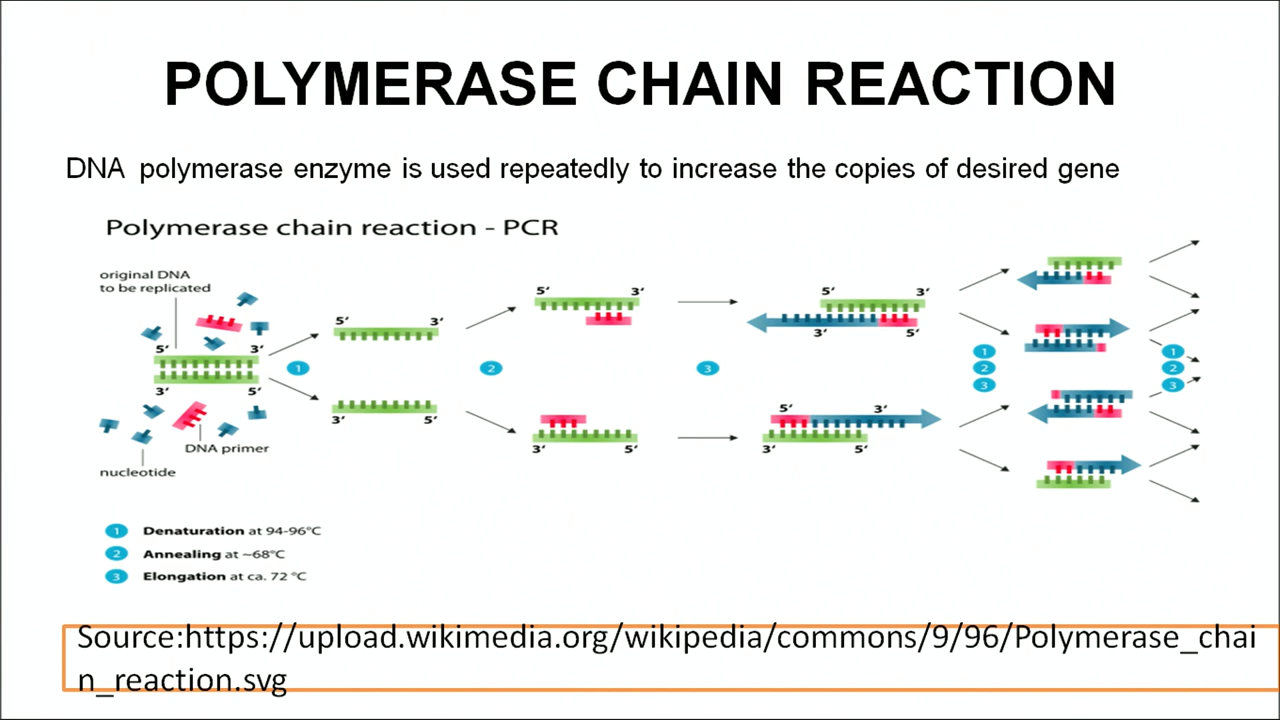 POLYMERASE CHAIN REACTION
DNA polymerase enzyme is used repeatedly to increase the copies of desired gene
Polymerase chain reaction - PCR
original DNA
to be replicated
5‘ 3‘
3‘ 5‘
DNA primer
nucleotide
1
5‘ 3‘
3‘ 5‘
2
5‘ 3‘
3‘ 5‘
3
5‘ 3‘
3‘ 5‘
5‘ 3‘
3‘ 5‘
1
2
3
1
2
3
1 Denaturation at 94-96°C
2 Annealing at ~68°C
3 Elongation at ca. 72 °C
Source:https://upload.wikimedia.org/wikipedia/commons/9/96/Polymerase_chai
n_reaction.svg